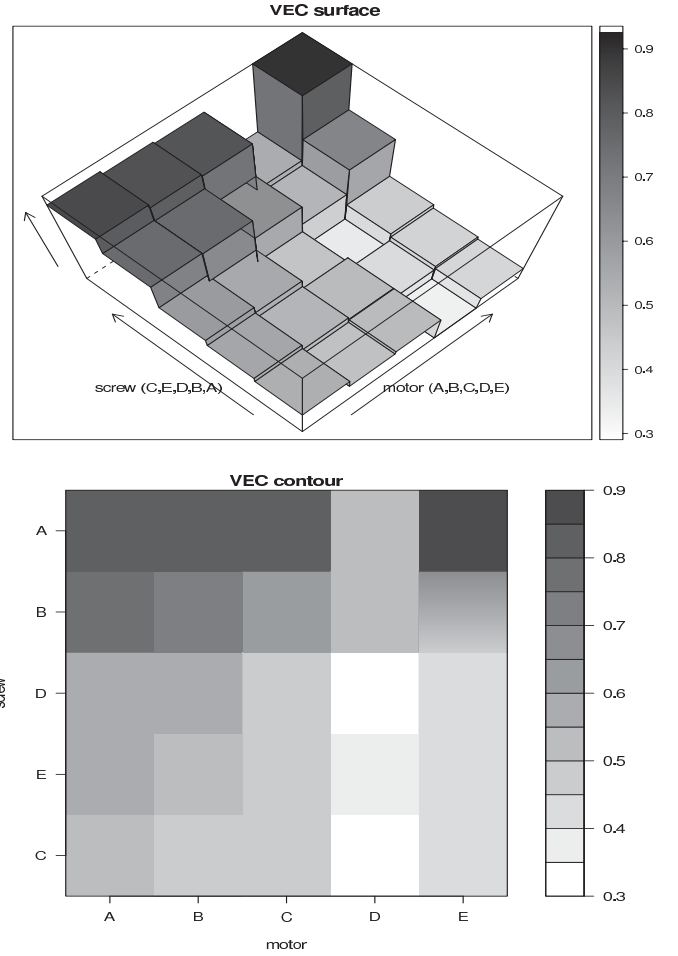 VEC surface
0.9
0.8
0.7
0.6
0.5
0.4
0.3
screw (C,E,D,B,A)
motor (A,B,C,D,E)
VEC contour
A
B
D
E
C
screw
A B C D E
motor
0.9
0.8
0.7
0.6
0.5
0.4
0.3